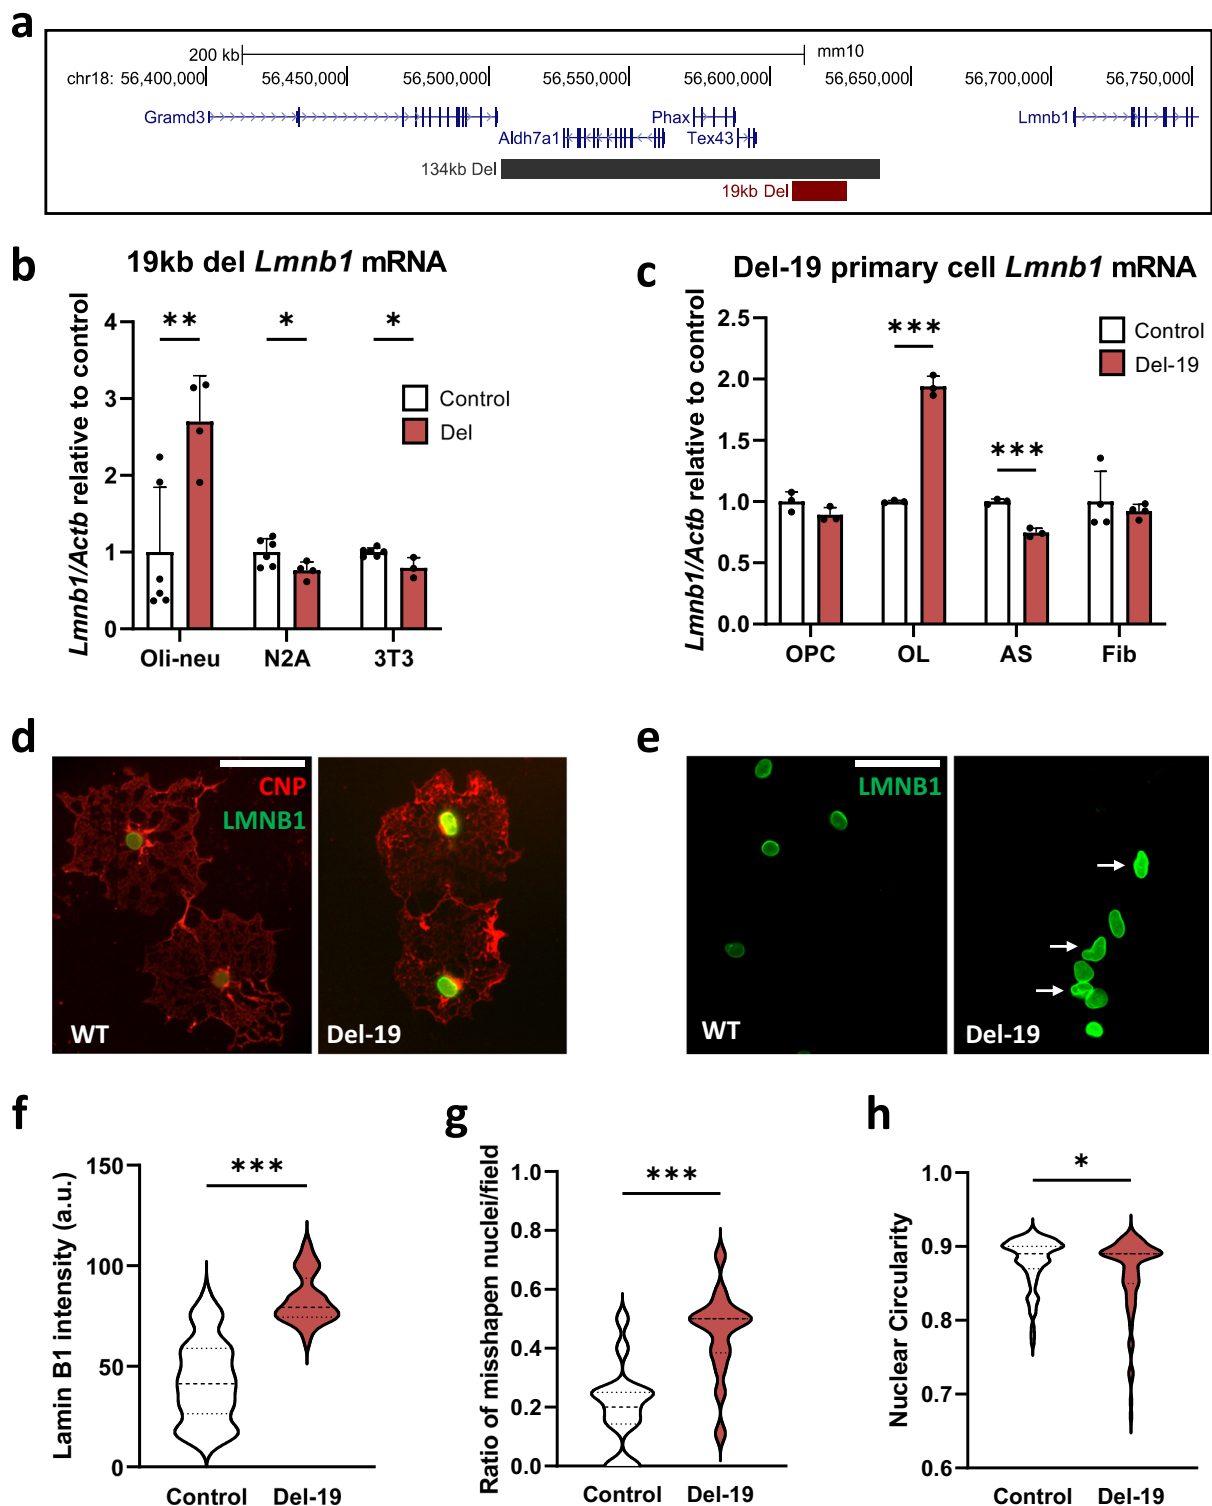 a
200 kb
mm10
chr18: 56,400,000 56,450,000 56,500,000 56,550,000 56,600,000 56,650,000 56,700,000 56,750,000
Gramd3 Phax Lmnb1
Aldh7a1 Tex43
134kb Del
19kb Del
b
19kb del Lmnb1 mRNA
Lmnb1/Actb relative to control
4
3
2
1
0
** * *
Control
Del
Oli-neu N2A 3T3
c
Del-19 primary cell Lmnb1 mRNA
Lmnb1/Actb relative to control
2.5
2.0
1.5
1.0
0.5
0.0
***
***
Control
Del-19
OPC OL AS Fib
d
CNP
LMNB1
WT
Del-19
e
LMNB1
WT
Del-19
f
Lamin B1 intensity (a.u.)
150
100
50
0
***
Control Del-19
g
Ratio of misshapen nuclei/field
1.0
0.8
0.6
0.4
0.2
0.0
***
Control Del-19
h
Nuclear Circularity
1.0
0.9
0.8
0.7
0.6
*
Control Del-19